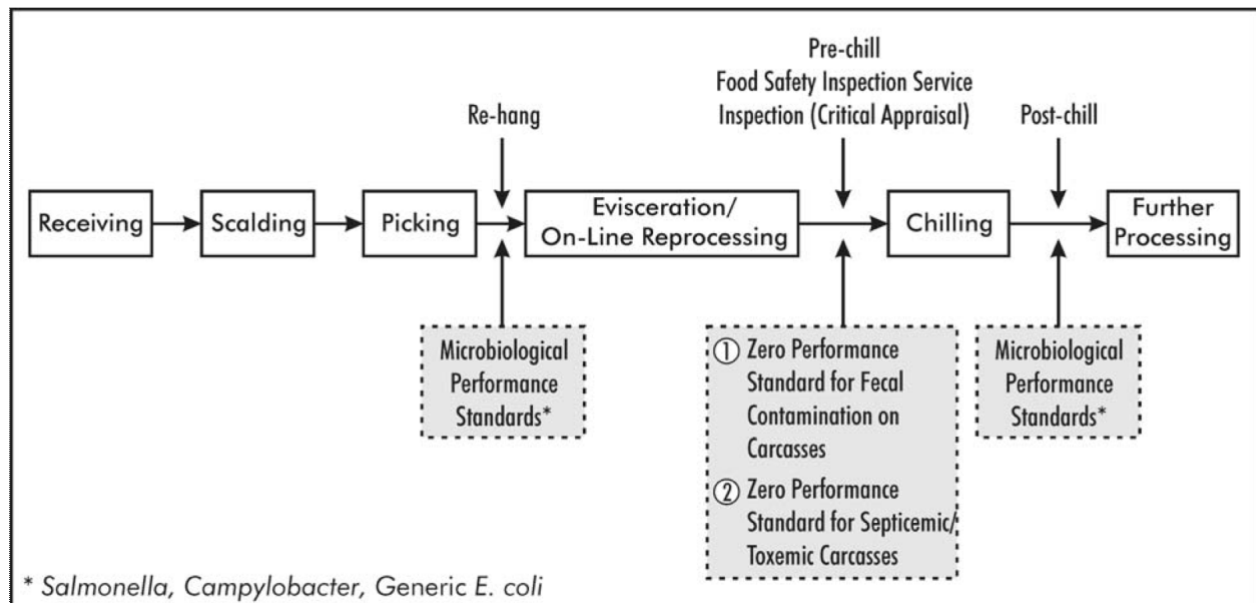 Pre-chill
Food Safety Inspection Service
Inspection (Critical Appraisal)
Re-hang
Post-chill
Receiving
Scalding
Picking
Evisceration/
On-Line Reprocessing
Chilling
Further
Processing
Microbiological
Performance
Standards*
① Zero Performance
Standard for Fecal
Contamination on
Carcasses
② Zero Performance
Standard for Septicemic/
Toxemic Carcasses
Microbiological
Performance
Standards*
* Salmonella, Campylobacter, Generic E. coli